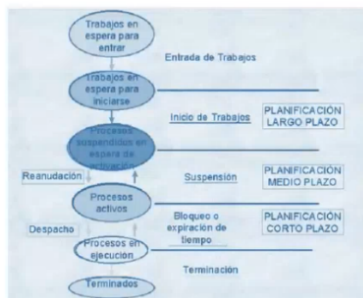 Trabajos en
espera para
entrar
Entrada de Trabajos
Trabajos en
espera para
iniciarse
Inicio de Trabajos
PLANIFICACIÓN
LARGO PLAZO
Procesos
suspendidos en
espera de
activación
Reanudación
Suspensión
PLANIFICACIÓN
MEDIO PLAZO
Procesos
activos
Despacho
Bloqueo o
expiración de
tiempo
PLANIFICACIÓN
CORTO PLAZO
Procesos en
ejecución
Terminación
Terminados